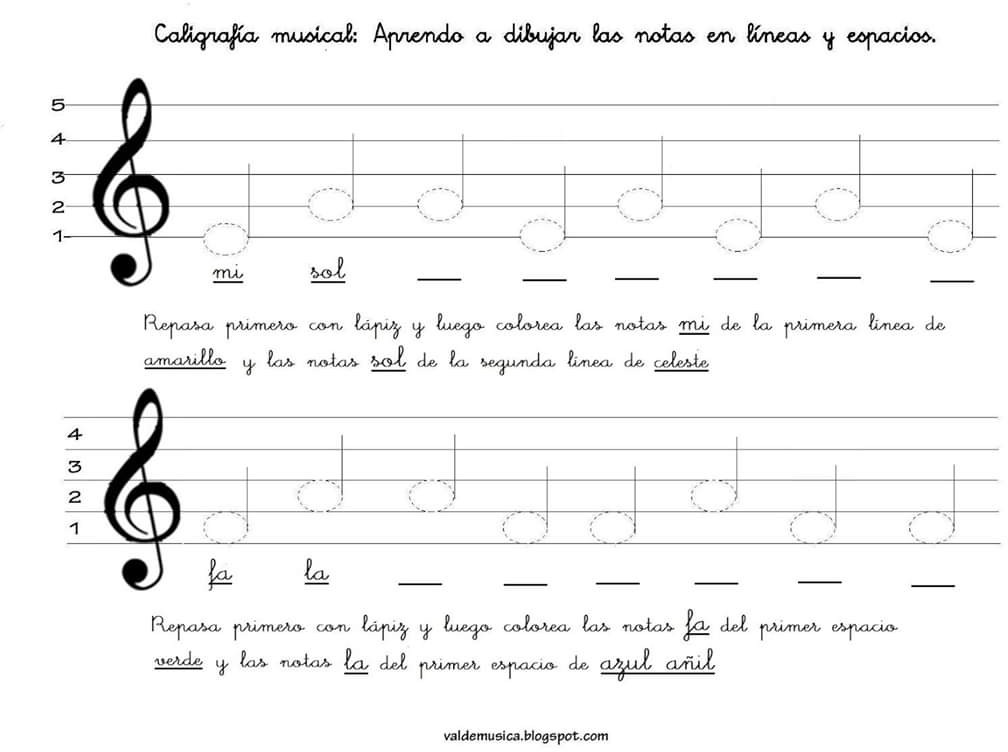 Caligrafía musical: Aprendo a dibujar las notas en líneas y espacios.
5
4
3
2
1
mi sol
Repasa primero con lápiz y luego colorea las notas mi de la primera línea de
amarillo y las notas sol de la segunda línea de celeste
4
3
2
1
fa la
Repasa primero con lápiz y luego colorea las notas fa del primer espacio
verde y las notas la del primer espacio de azul añil
valdemusica.blogspot.com